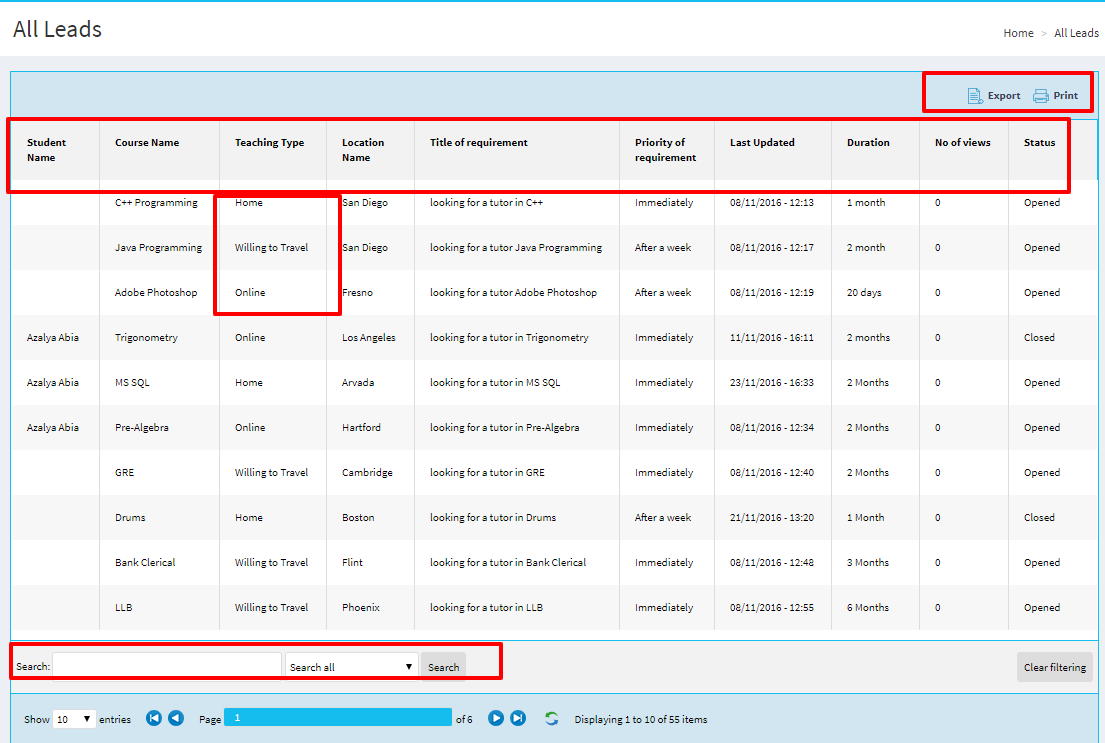 All Leads
Home > All Leads
Export Print
Student Name Course Name Teaching Type Location Name Title of requirement Priority of requirement Last Updated Duration No of views Status
C++ Programming Home San Diego looking for a tutor in C++ Immediately 08/11/2016 - 12:13 1 month 0 Opened
Java Programming Willing to Travel San Diego looking for a tutor Java Programming After a week 08/11/2016 - 12:17 2 month 0 Opened
Adobe Photoshop Online Fresno looking for a tutor Adobe Photoshop After a week 08/11/2016 - 12:19 20 days 0 Opened
Azalya Abia Trigonometry Online Los Angeles looking for a tutor in Trigonometry Immediately 11/11/2016 - 16:11 2 months 0 Closed
Azalya Abia MS SQL Home Arvada looking for a tutor in MS SQL Immediately 23/11/2016 - 16:33 2 Months 0 Opened
Azalya Abia Pre-Algebra Online Hartford looking for a tutor in Pre-Algebra Immediately 08/11/2016 - 12:34 2 Months 0 Opened
GRE Willing to Travel Cambridge looking for a tutor in GRE Immediately 08/11/2016 - 12:40 2 Months 0 Opened
Drums Home Boston looking for a tutor in Drums After a week 21/11/2016 - 13:20 1 Month 0 Closed
Bank Clerical Willing to Travel Flint looking for a tutor in Bank Clerical Immediately 08/11/2016 - 12:48 3 Months 0 Opened
LLB Willing to Travel Phoenix looking for a tutor in LLB Immediately 08/11/2016 - 12:55 6 Months 0 Opened
Search: Search all Search Clear filtering
Show 10 entries Page 1 of 6 Displaying 1 to 10 of 55 items